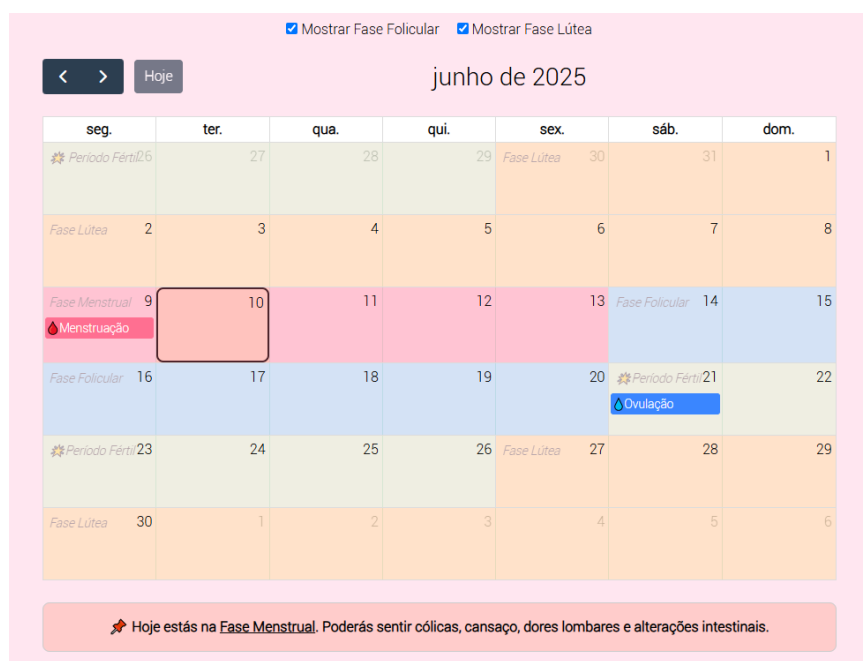 Mostrar Fase Folicular Mostrar Fase Lútea
Hoje junho de 2025
seg. ter. qua. qui. sex. sáb. dom.
Período Fértil 26 27 28 29 Fase Lútea 30 31 1
Fase Lútea 2 3 4 5 6 7 8
Fase Menstrual 9 10 11 12 13 Fase Folicular 14 15
Menstruação
Fase Folicular 16 17 18 19 20 Período Fértil 21 22
Ovulação
Período Fértil 23 24 25 26 Fase Lútea 27 28 29
Fase Lútea 30 1 2 3 4 5 6
Hoje estás na Fase Menstrual. Poderás sentir cólicas, cansaço, dores lombares e alterações intestinais.